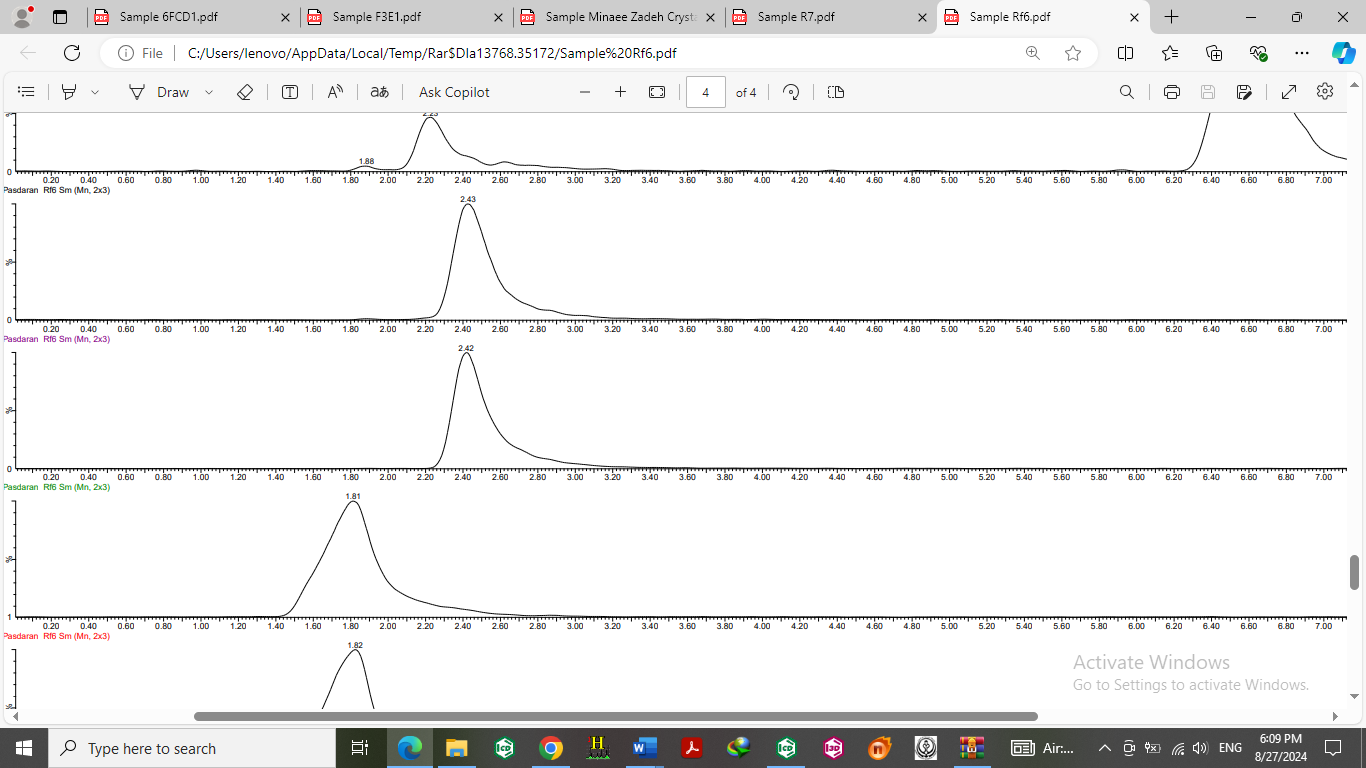 Sample 6FCD1.pdf
Sample F3E1.pdf
Sample Minaee Zadeh Crysta
Sample R7.pdf
Sample Rf6.pdf
File
C:/Users/lenovo/AppData/Local/Temp/Rar$DIa13768.35172/Sample%20Rf6.pdf
Draw
Ask Copilot
4
of 4
2.23
1.88
0
0.20 0.40 0.60 0.80 1.00 1.20 1.40 1.60 1.80 2.00 2.20 2.40 2.60 2.80 3.00 3.20 3.40 3.60 3.80 4.00 4.20 4.40 4.60 4.80 5.00 5.20 5.40 5.60 5.80 6.00 6.20 6.40 6.60 6.80 7.00
Pasdaran Rf6 Sm (Mn, 2x3)
2.43
%
0
0.20 0.40 0.60 0.80 1.00 1.20 1.40 1.60 1.80 2.00 2.20 2.40 2.60 2.80 3.00 3.20 3.40 3.60 3.80 4.00 4.20 4.40 4.60 4.80 5.00 5.20 5.40 5.60 5.80 6.00 6.20 6.40 6.60 6.80 7.00
Pasdaran Rf6 Sm (Mn, 2x3)
2.42
%
0
0.20 0.40 0.60 0.80 1.00 1.20 1.40 1.60 1.80 2.00 2.20 2.40 2.60 2.80 3.00 3.20 3.40 3.60 3.80 4.00 4.20 4.40 4.60 4.80 5.00 5.20 5.40 5.60 5.80 6.00 6.20 6.40 6.60 6.80 7.00
Pasdaran Rf6 Sm (Mn, 2x3)
1.81
%
1
0.20 0.40 0.60 0.80 1.00 1.20 1.40 1.60 1.80 2.00 2.20 2.40 2.60 2.80 3.00 3.20 3.40 3.60 3.80 4.00 4.20 4.40 4.60 4.80 5.00 5.20 5.40 5.60 5.80 6.00 6.20 6.40 6.60 6.80 7.00
Pasdaran Rf6 Sm (Mn, 2x3)
1.82
%
Activate Windows
Go to Settings to activate Windows.
Type here to search
Air:...
ENG
6:09 PM
8/27/2024